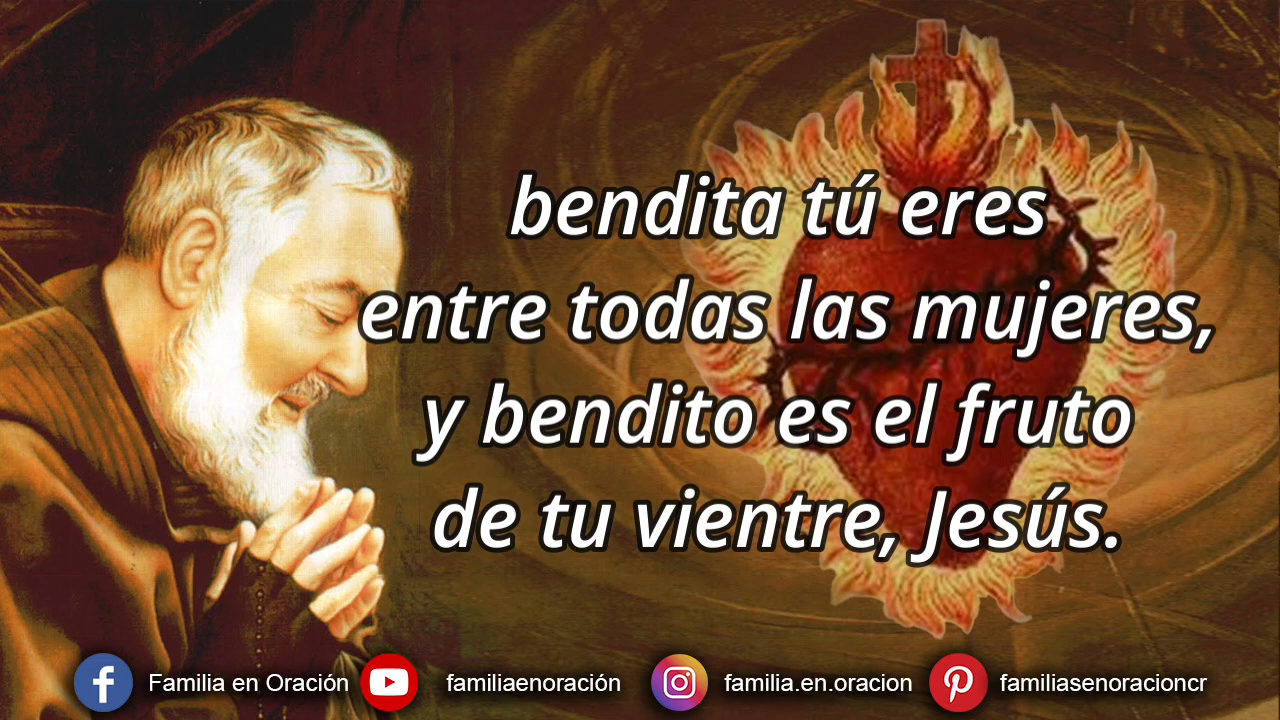 bendita tú eres
entre todas las mujeres,
y bendito es el fruto
de tu vientre, Jesús.
Familia en Oración familiaenoración familia.en.oracion familiasenoracioncr